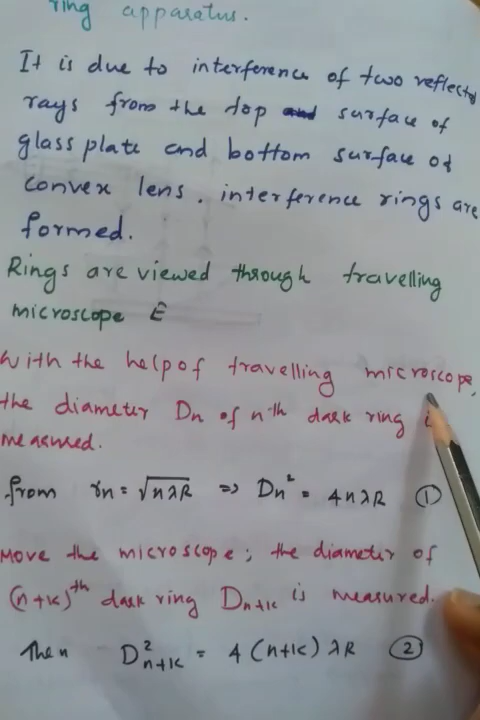 ring apparatus.
It is due to interference of two reflected
rays from the top surface of
glass plate and bottom surface of
convex lens. interference rings are
formed.
Rings are viewed through travelling
microscope E
with the help of travelling microscope,
the diameter Dn of n-th dark ring i
measured.
from rn = √nλR => Dn² = 4nλR ①
Move the microscope; the diameter of
(n+k)th dark ring Dn+k is measured.
Then D²n+k = 4(n+k)λR ②